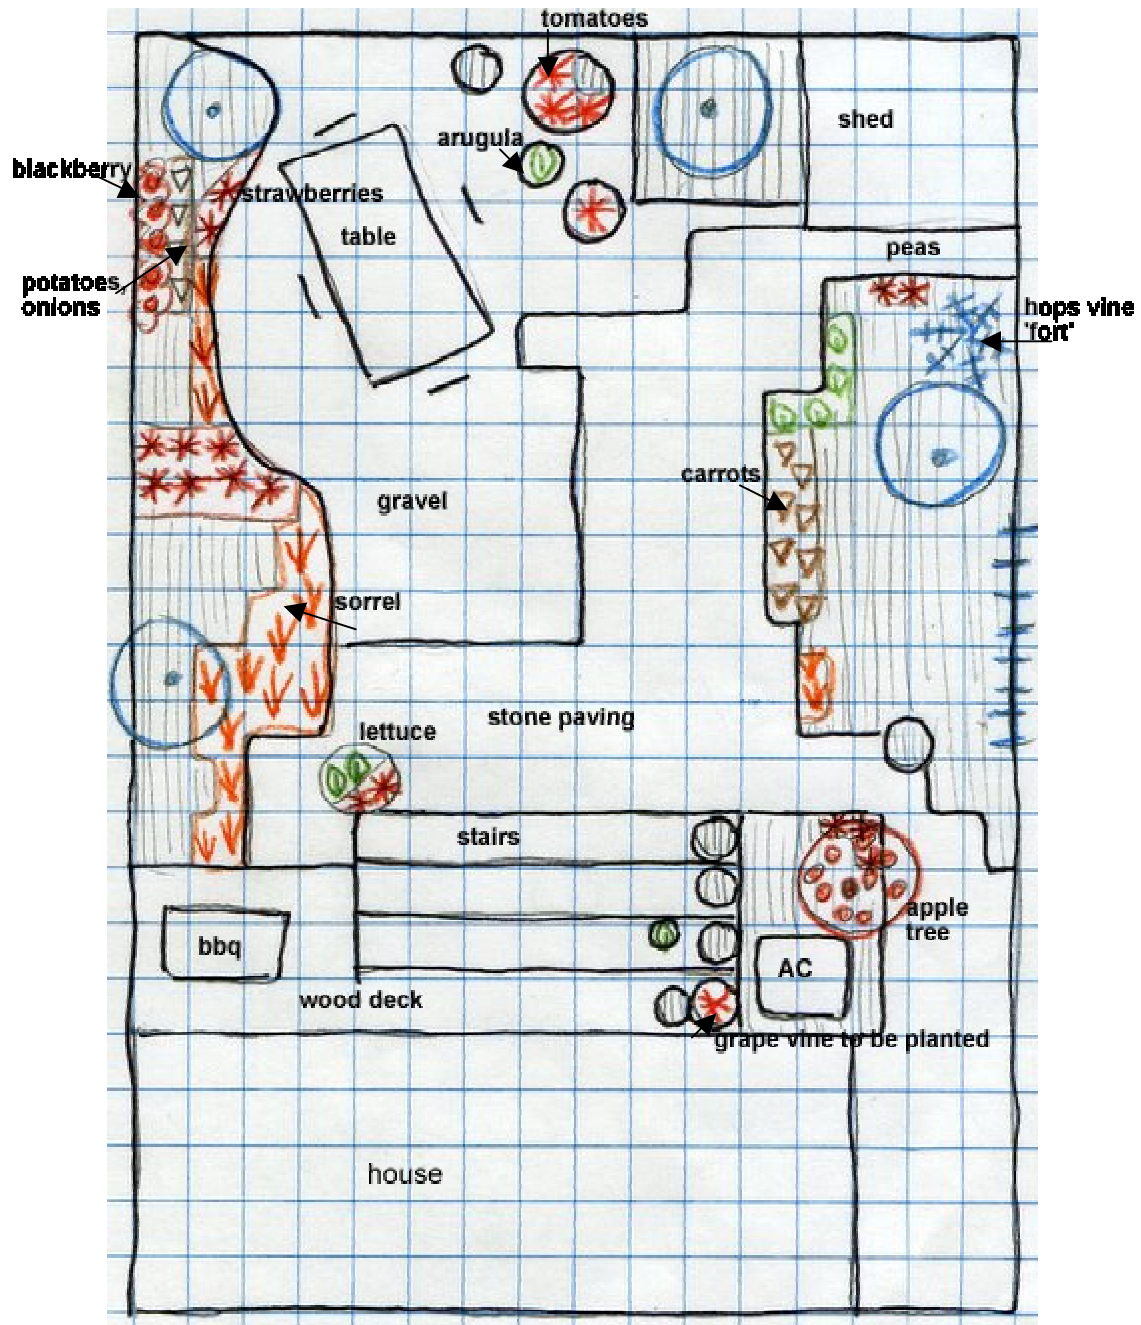 tomatoes
shed
arugula
blackberry
strawberries
table
peas
potatoes,
onions
hops vine
'fort'
carrots
gravel
sorrel
stone paving
lettuce
stairs
apple
tree
bbq
AC
wood deck
grape vine to be planted
house